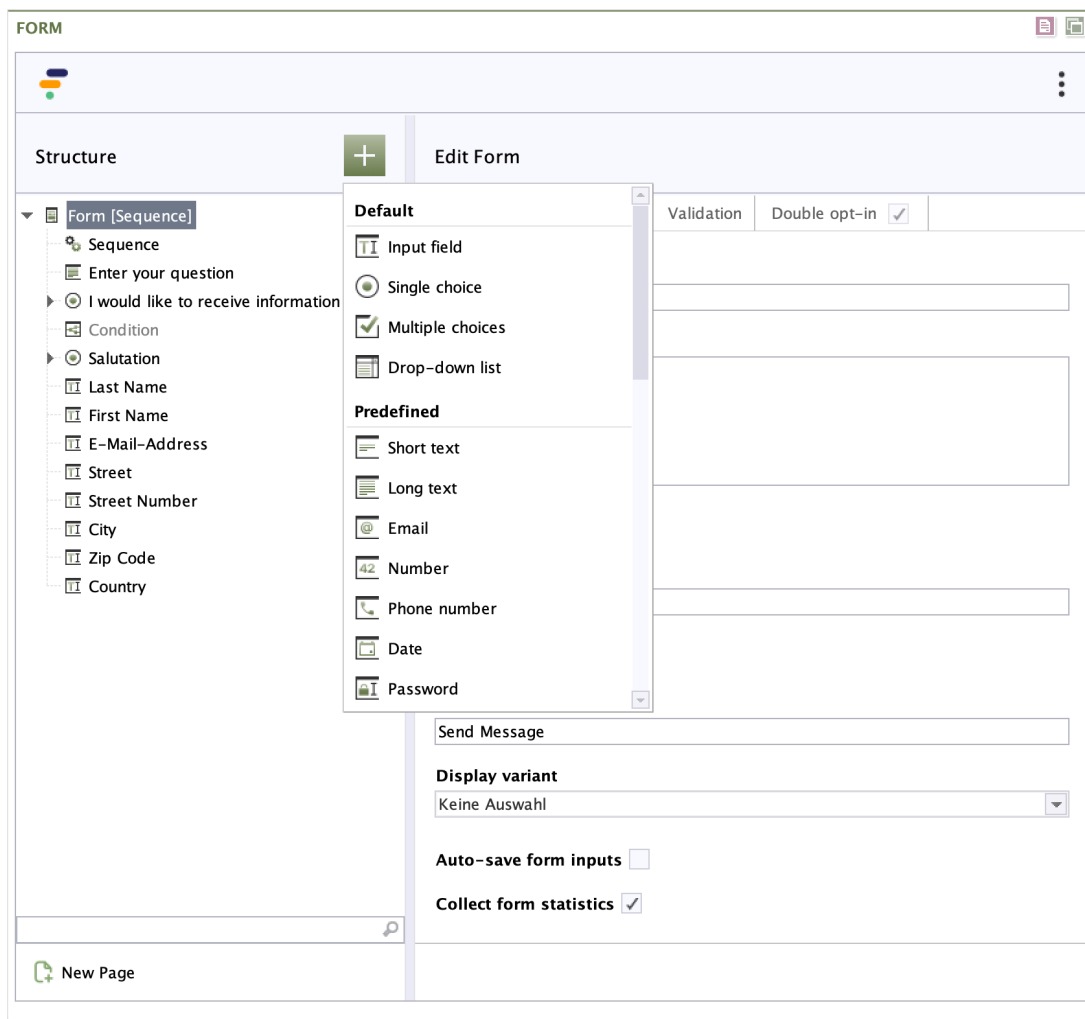 FORM
Structure
Edit Form
Form [Sequence]
Sequence
Enter your question
I would like to receive information
Condition
Salutation
Last Name
First Name
E-Mail-Address
Street
Street Number
City
Zip Code
Country
Default
Input field
Single choice
Multiple choices
Drop-down list
Predefined
Short text
Long text
Email
42 Number
Phone number
Date
Password
Validation
Double opt-in
Send Message
Display variant
Keine Auswahl
Auto-save form inputs
Collect form statistics
New Page